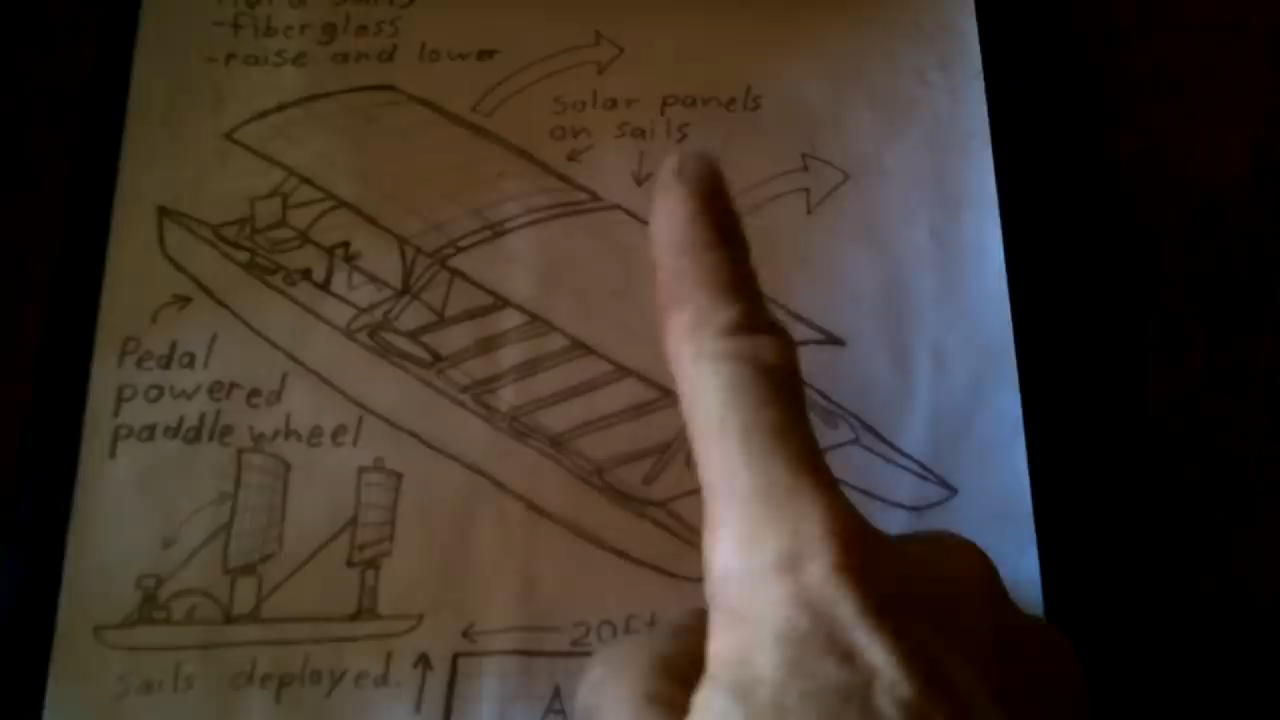 -fiberglass
-raise and lower
solar panels
on sails
Pedal
powered
paddle wheel
20ft
sails deployed.
A